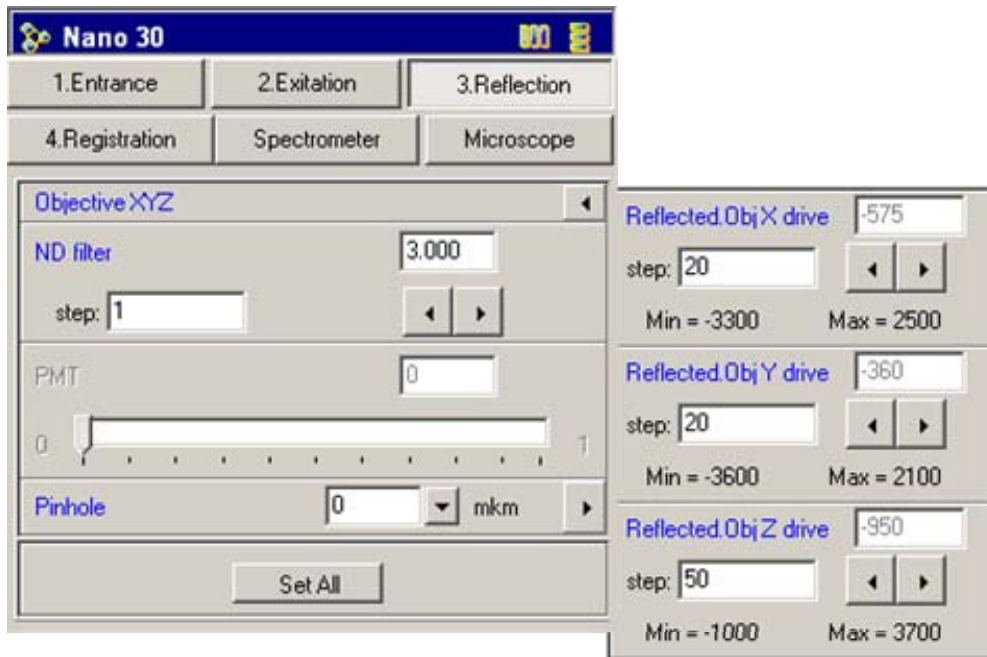 Nano 30
1.Entrance 2.Exitation 3.Reflection
4.Registration Spectrometer Microscope
Objective XYZ
ND filter 3.000
step: 1
PMT 0
0 1
Pinhole 0 mkm
Set All
Reflected.Obj X drive -575
step: 20
Min = -3300 Max = 2500
Reflected.Obj Y drive -360
step: 20
Min = -3600 Max = 2100
Reflected.Obj Z drive -950
step: 50
Min = -1000 Max = 3700